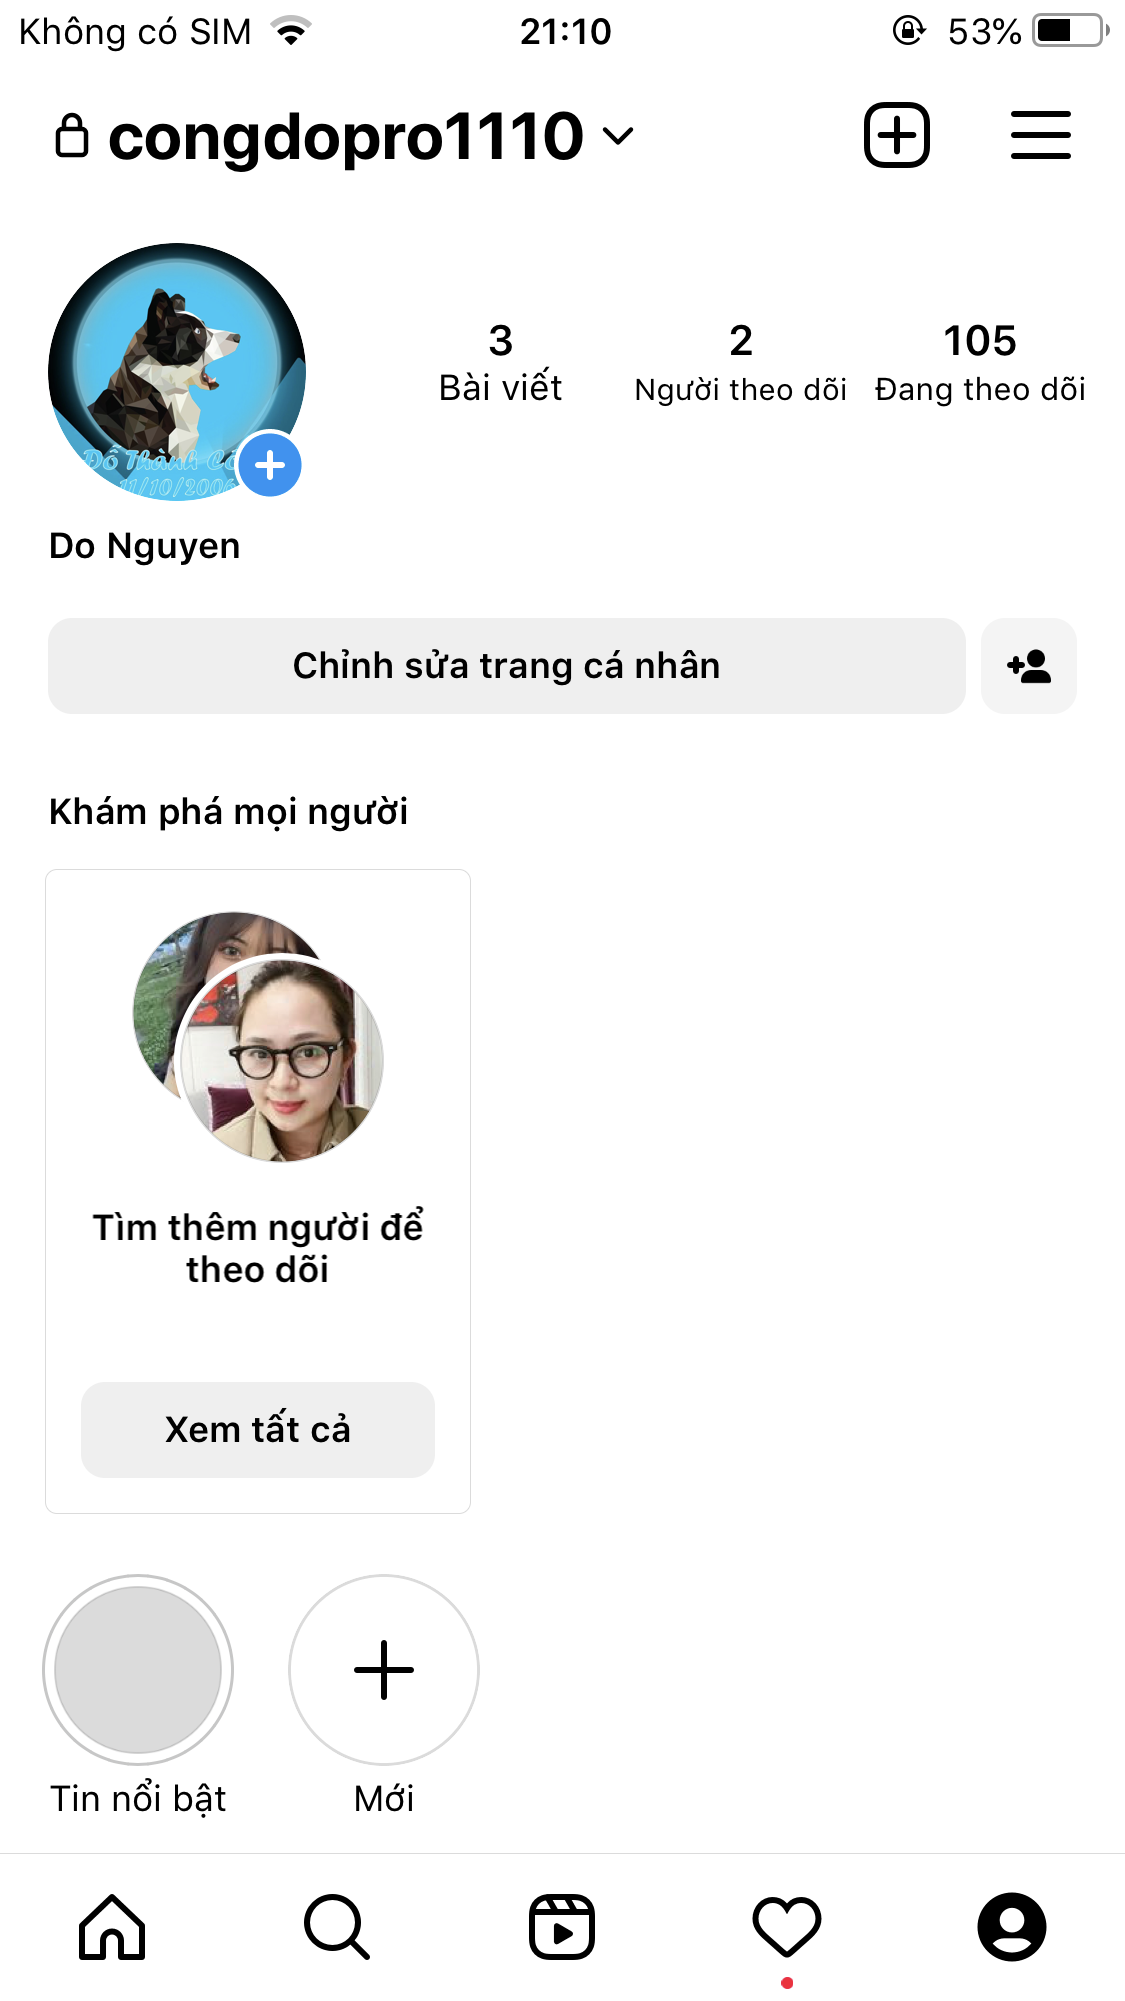 Không có SIM 21:10 53%
congdopro1110
3 2 105
Bài viết Người theo dõi Đang theo dõi
Đỗ Thành
11/10/2006
Do Nguyen
Chỉnh sửa trang cá nhân
Khám phá mọi người
Tìm thêm người để
theo dõi
Xem tất cả
Tin nổi bật Mới